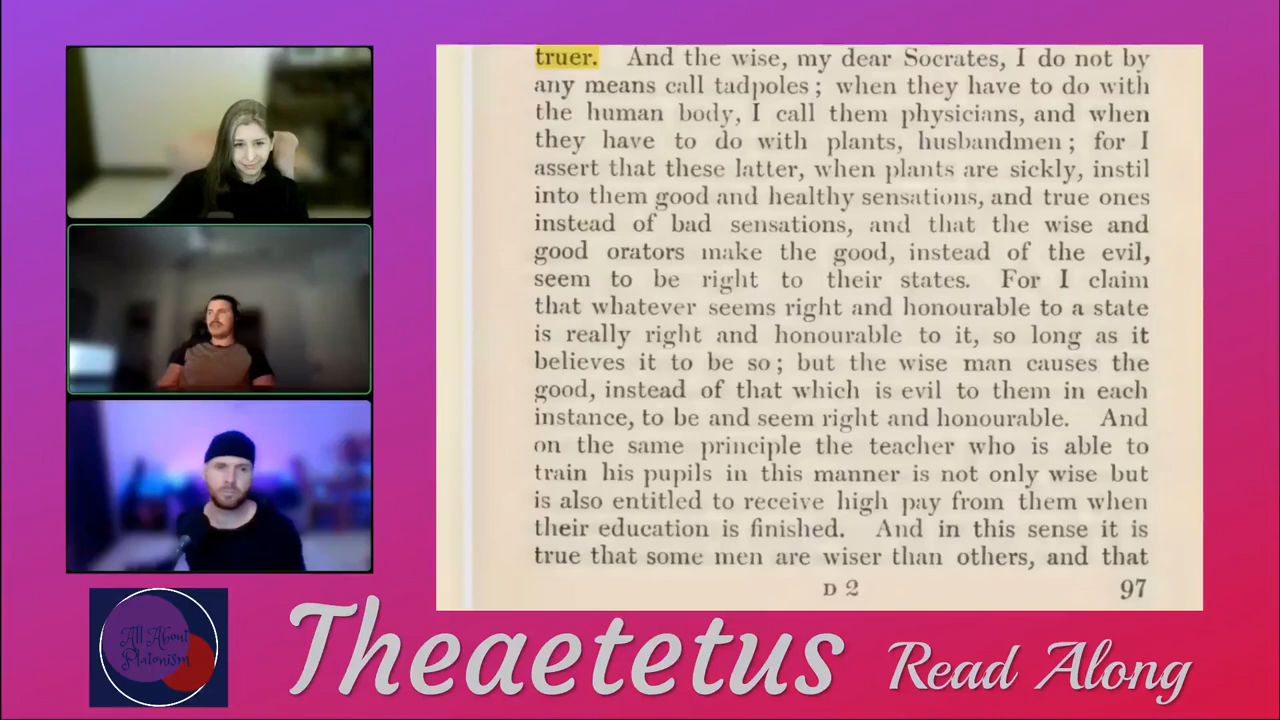 truer. And the wise, my dear Socrates, I do not by
any means call tadpoles ; when they have to do with
the human body, I call them physicians, and when
they have to do with plants, husbandmen ; for I
assert that these latter, when plants are sickly, instil
into them good and healthy sensations, and true ones
instead of bad sensations, and that the wise and
good orators make the good, instead of the evil,
seem to be right to their states. For I claim
that whatever seems right and honourable to a state
is really right and honourable to it, so long as it
believes it to be so ; but the wise man causes the
good, instead of that which is evil to them in each
instance, to be and seem right and honourable. And
on the same principle the teacher who is able to
train his pupils in this manner is not only wise but
is also entitled to receive high pay from them when
their education is finished. And in this sense it is
true that some men are wiser than others, and that
D 2 97
All About
Platonism
Theaetetus Read Along